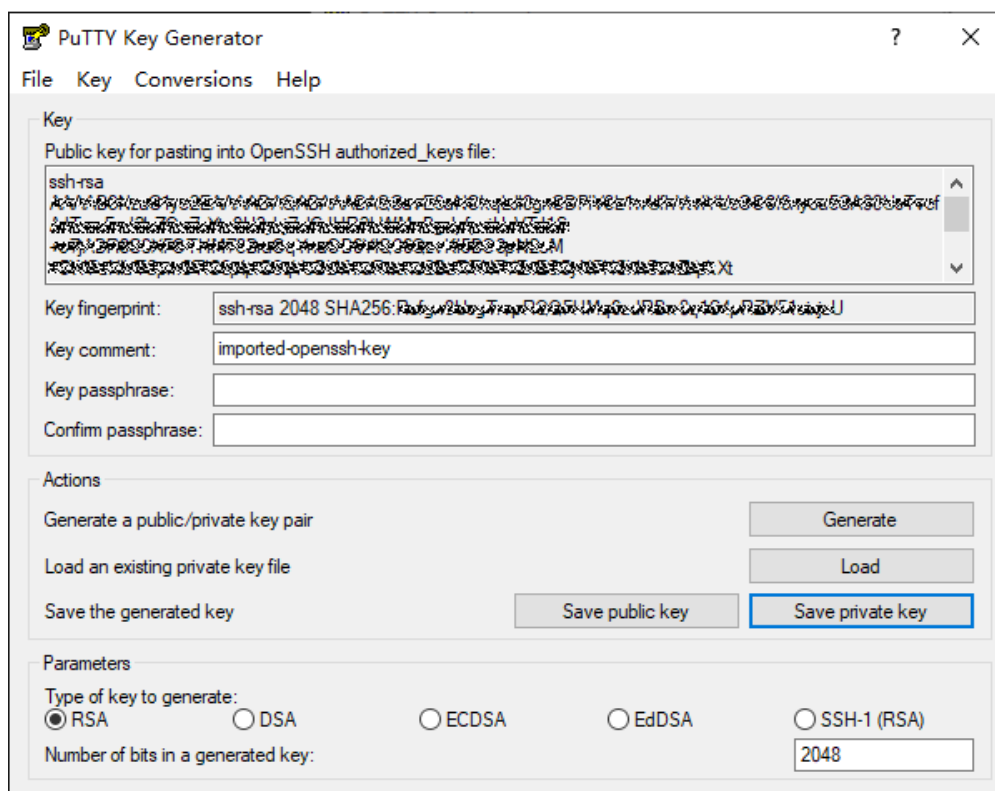 PuTTY Key Generator
File Key Conversions Help
Key
Public key for pasting into OpenSSH authorized_keys file:
ssh-rsa
M
Xt
Key fingerprint: ssh-rsa 2048 SHA256: U
Key comment: imported-openssh-key
Key passphrase:
Confirm passphrase:
Actions
Generate a public/private key pair Generate
Load an existing private key file Load
Save the generated key Save public key Save private key
Parameters
Type of key to generate:
RSA DSA ECDSA EdDSA SSH-1 (RSA)
Number of bits in a generated key: 2048